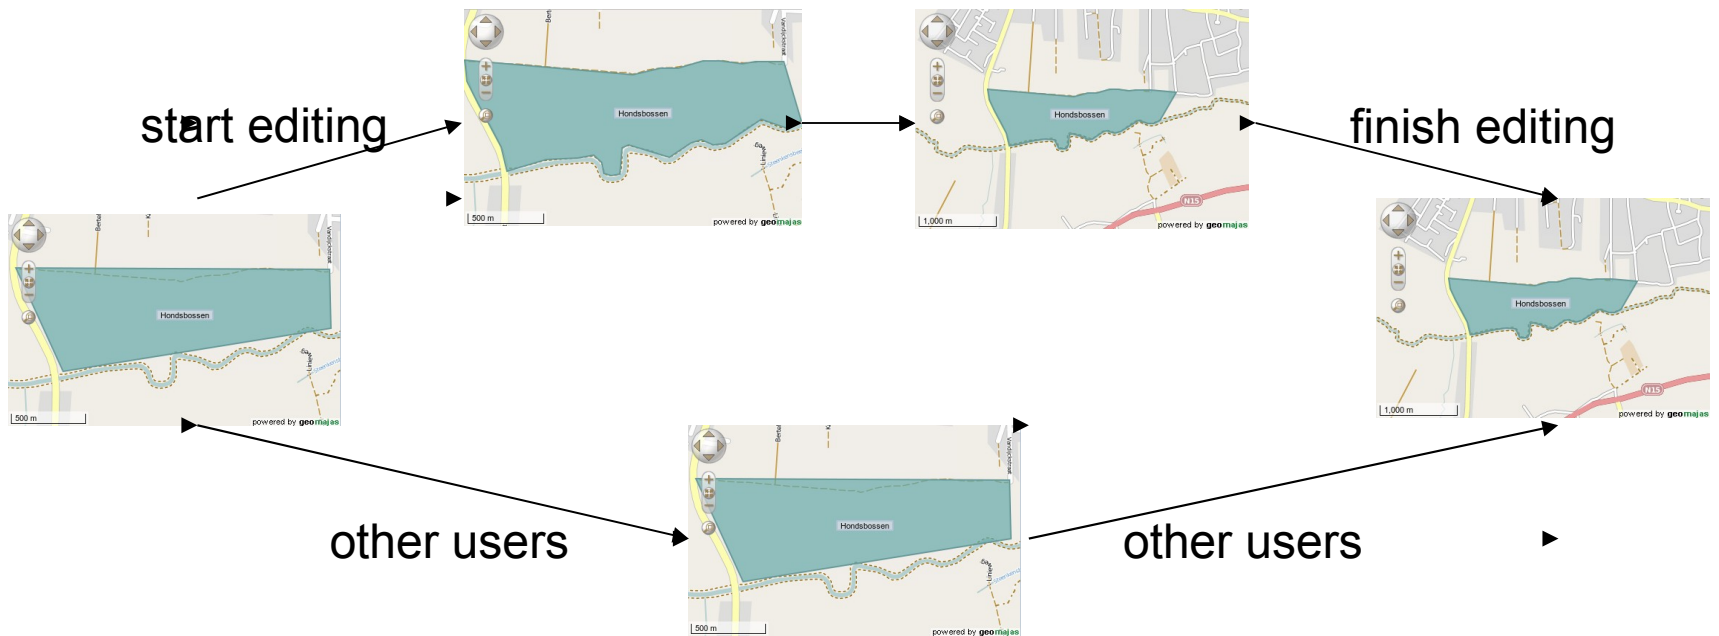 start editing
finish editing
Hondsbossen
500 m
powered by geomajas
Vandijckstraat
Hondsbossen
N15
1,000 m
powered by geomajas
Hondsbossen
500 m
powered by geomajas
Hondsbossen
N15
1,000 m
powered by geomajas
other users
other users
Hondsbossen
500 m
powered by geomajas